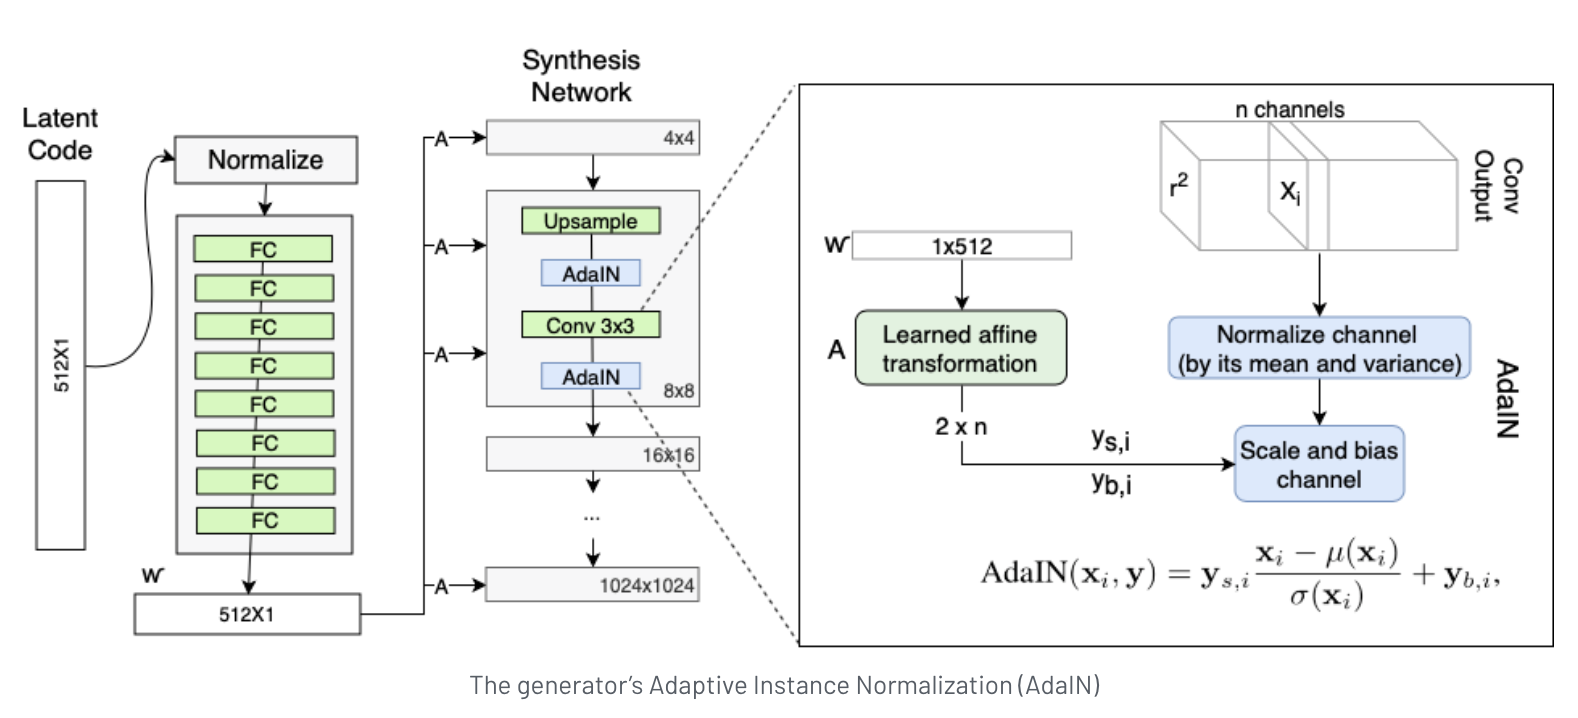 Latent
Code
512X1
Normalize
FC
FC
FC
FC
FC
FC
FC
FC
w
512X1
Synthesis
Network
A
4x4
A
Upsample
AdaIN
Conv 3x3
A
AdaIN
8x8
16x16
...
A
1024x1024
n channels
r²
Xᵢ
Conv
Output
w
1x512
A
Learned affine
transformation
2 x n
Normalize channel
(by its mean and variance)
AdaIN
yₛ,ᵢ
y_b,i
Scale and bias
channel
AdaIN(xᵢ, y) = y_s,i (xᵢ − μ(xᵢ)) / σ(xᵢ) + y_b,i,
The generator’s Adaptive Instance Normalization (AdaIN)